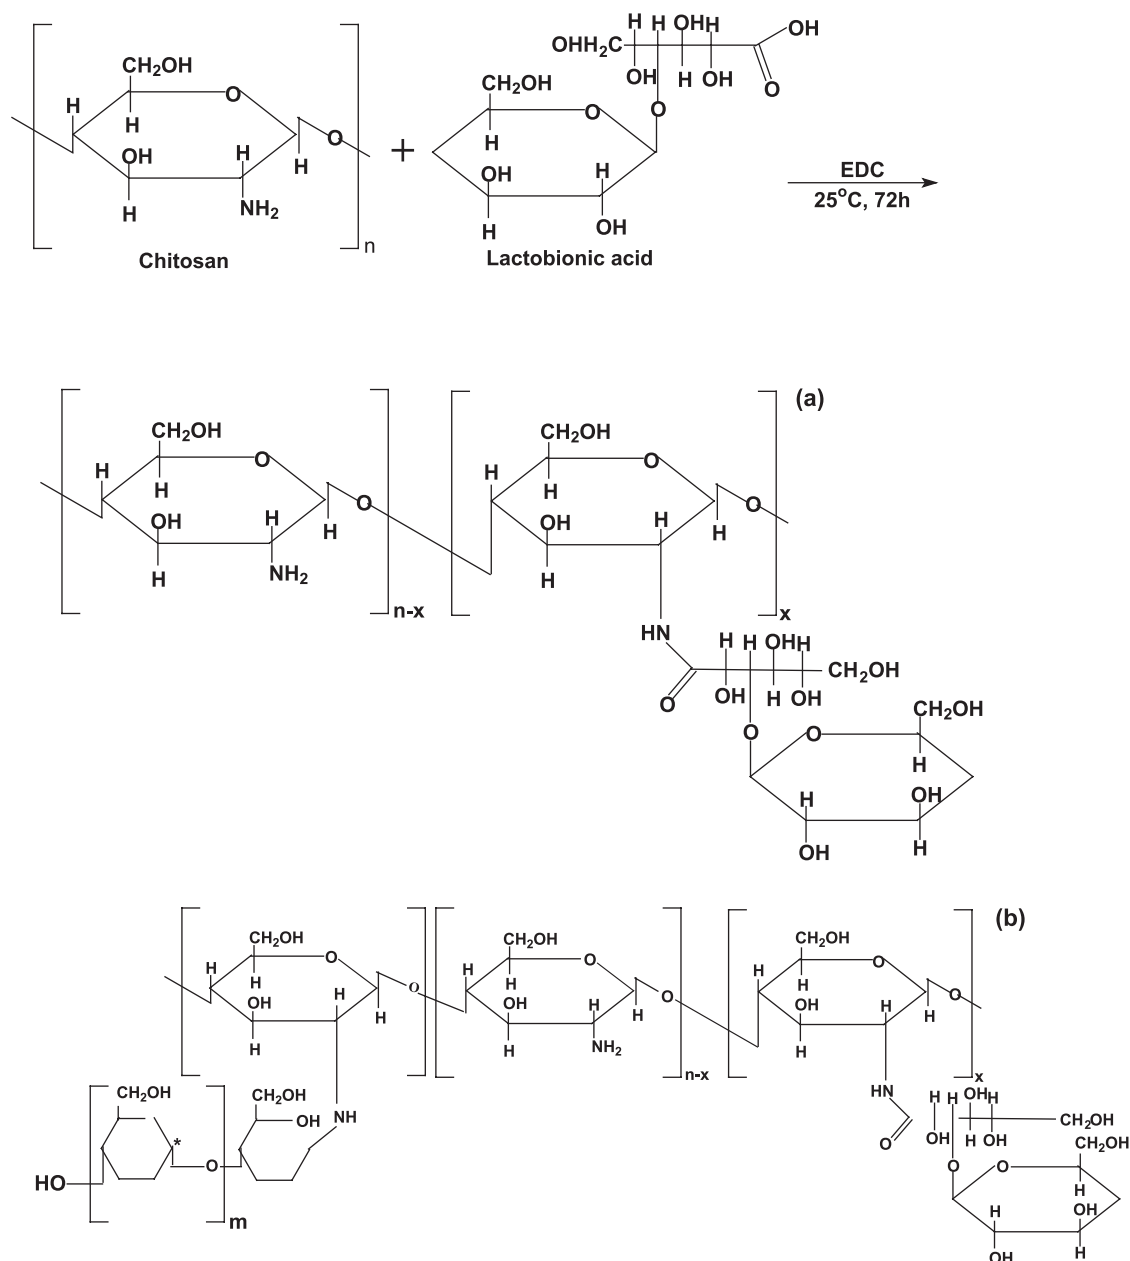 H H OHH
OHH₂C OH
OH H OH O
CH₂OH CH₂OH O
H O O
H H
OH H O OH H
H + 
H NH₂ H OH
n
Chitosan
Lactobionic acid
EDC
25°C, 72h
(a)
CH₂OH CH₂OH
H O H O
H H
OH H O OH H O
H H
H NH₂ H
n-x x
HN H H OHH
CH₂OH
O OH H OH
O O CH₂OH
H
H OH
OH H
(b)
CH₂OH CH₂OH CH₂OH
H O H O H O
H H H
OH H O OH H O OH H O
H H H
H H NH₂ H
n-x x
CH₂OH CH₂OH NH HN H H OHH
OH CH₂OH
* O OH H OH CH₂OH
HO O O O H
m H OH
OH H